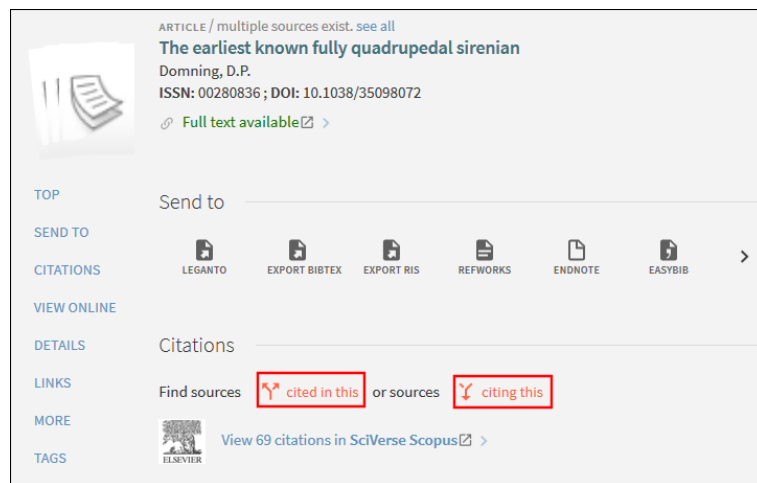 ARTICLE / multiple sources exist. see all
The earliest known fully quadrupedal sirenian
Domning, D.P.
ISSN: 00280836 ; DOI: 10.1038/35098072
Full text available >
TOP
SEND TO
CITATIONS
VIEW ONLINE
DETAILS
LINKS
MORE
TAGS
Send to
LEGANTO EXPORT BIBTEX EXPORT RIS REFWORKS ENDNOTE EASYBIB >
Citations
Find sources cited in this or sources citing this
ELSEVIER
View 69 citations in SciVerse Scopus >